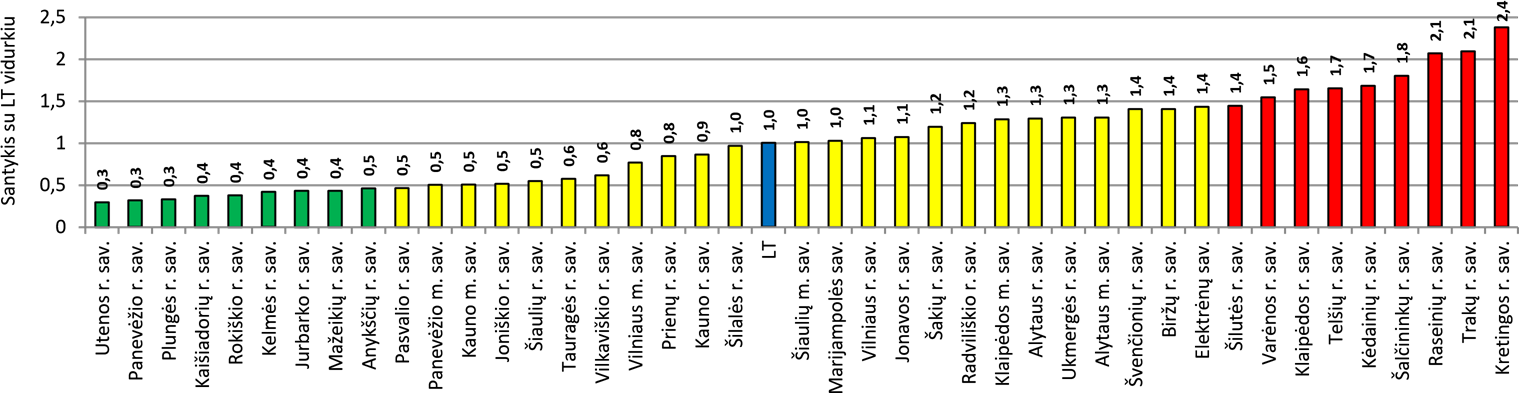 Santykis su LT vidurkiu
2,5
2
1,5
1
0,5
0
0,3
0,3
0,3
0,4
0,4
0,4
0,4
0,4
0,5
0,5
0,5
0,5
0,5
0,5
0,6
0,6
0,8
0,8
0,9
1,0
1,0
1,0
1,0
1,1
1,1
1,2
1,2
1,3
1,3
1,3
1,3
1,4
1,4
1,4
1,4
1,5
1,6
1,7
1,7
1,8
2,1
2,1
2,4
Utenos r. sav.
Panevėžio r. sav.
Plungės r. sav.
Kaišiadorių r. sav.
Rokiškio r. sav.
Kelmės r. sav.
Jurbarko r. sav.
Mažeikių r. sav.
Anykščių r. sav.
Pasvalio r. sav.
Panevėžio m. sav.
Kauno m. sav.
Joniškio r. sav.
Šiaulių r. sav.
Tauragės r. sav.
Vilkaviškio r. sav.
Vilniaus m. sav.
Prienų r. sav.
Kauno r. sav.
Šilalės r. sav.
LT
Šiaulių m. sav.
Marijampolės sav.
Vilniaus r. sav.
Jonavos r. sav.
Šakių r. sav.
Radviliškio r. sav.
Klaipėdos m. sav.
Alytaus r. sav.
Ukmergės r. sav.
Alytaus m. sav.
Švenčionių r. sav.
Biržų r. sav.
Elektrėnų sav.
Šilutės r. sav.
Varėnos r. sav.
Klaipėdos r. sav.
Telšių r. sav.
Kėdainių r. sav.
Šalčininkų r. sav.
Raseinių r. sav.
Trakų r. sav.
Kretingos r. sav.